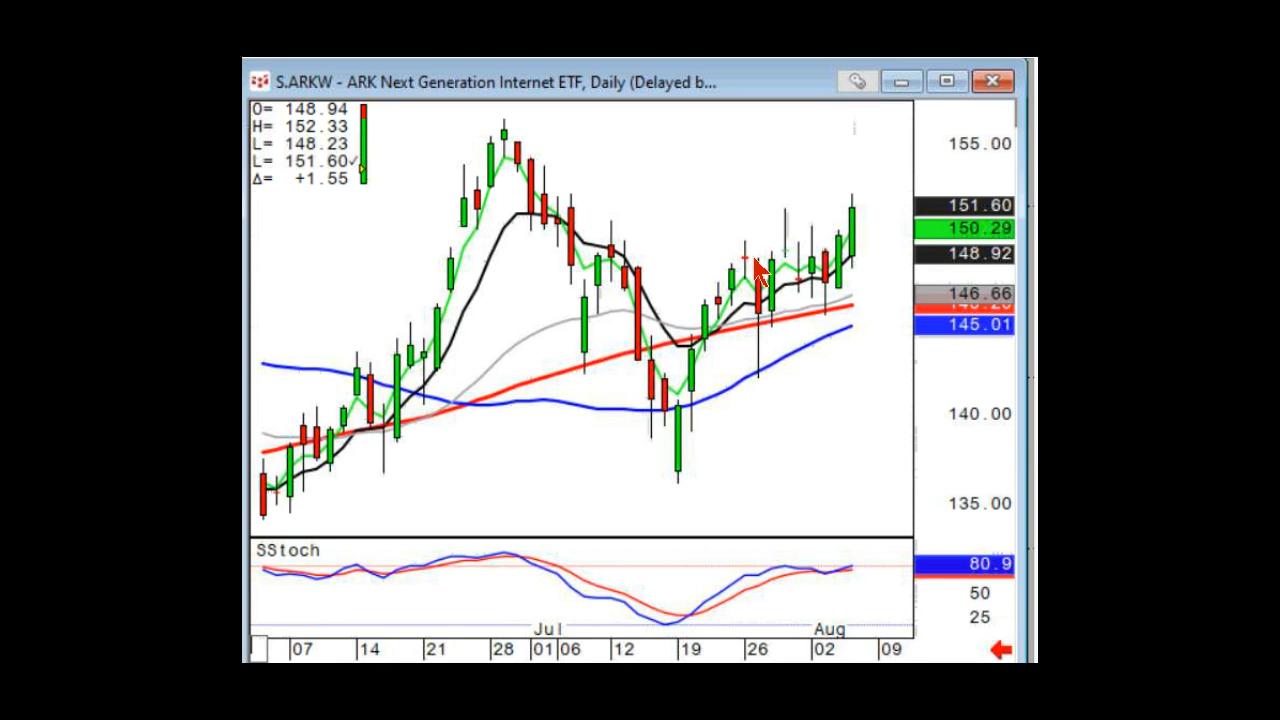 S.ARKW - ARK Next Generation Internet ETF, Daily (Delayed b...
O= 148.94
H= 152.33
L= 148.23
L= 151.60✓
Δ= +1.55
155.00
151.60
150.29
148.92
146.66
145.01
140.00
135.00
SStoch
80.9
50
25
Jul Aug
07 14 21 28 01 06 12 19 26 02 09